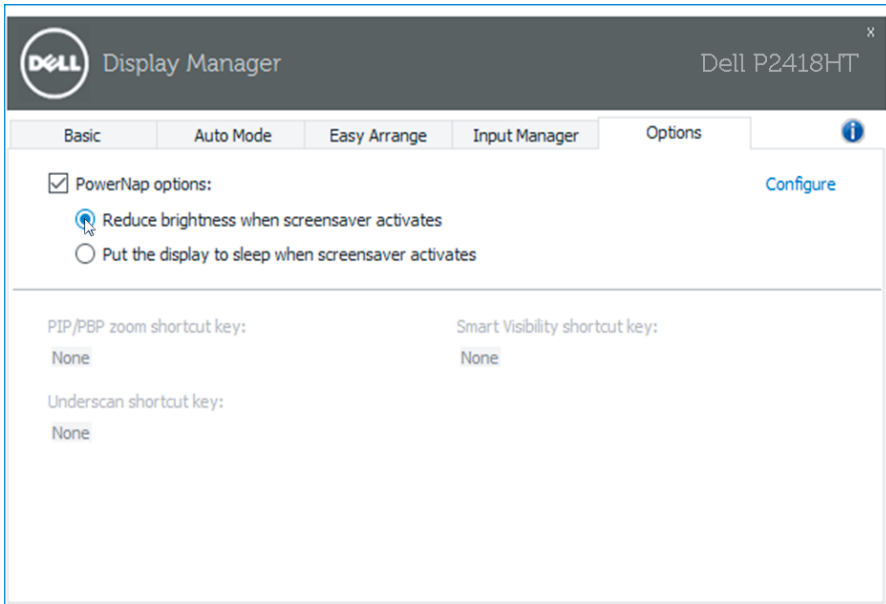 x
DELL Display Manager Dell P2418HT
Basic Auto Mode Easy Arrange Input Manager Options i
PowerNap options: Configure
Reduce brightness when screensaver activates
Put the display to sleep when screensaver activates
PIP/PBP zoom shortcut key: Smart Visibility shortcut key:
None None
Underscan shortcut key:
None